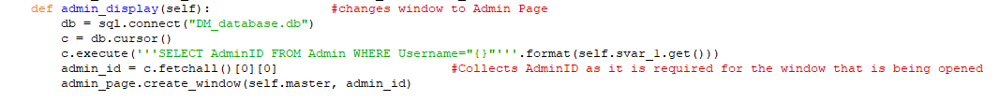 def admin_display(self): #changes window to Admin Page
db = sql.connect("DM_database.db")
c = db.cursor()
c.execute('''SELECT AdminID FROM Admin WHERE Username="{}"'''.format(self.svar_1.get()))
admin_id = c.fetchall()[0][0] #Collects AdminID as it is required for the window that is being opened
admin_page.create_window(self.master, admin_id)